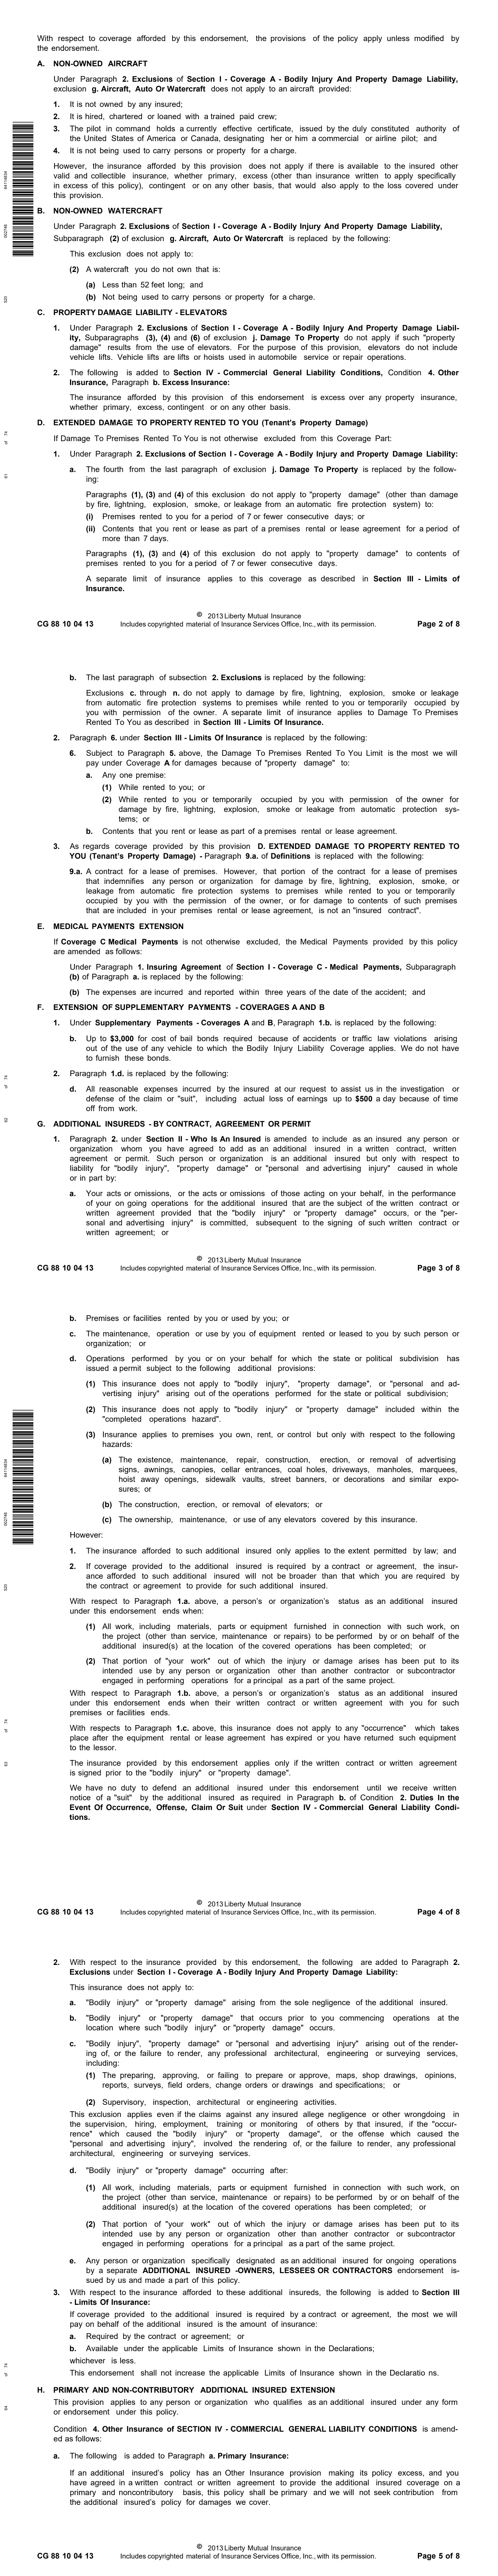 With respect to coverage afforded by this endorsement, the provisions of the policy apply unless modified by
the endorsement.
A. NON-OWNED AIRCRAFT
Under Paragraph 2. Exclusions of Section I - Coverage A - Bodily Injury And Property Damage Liability,
exclusion g. Aircraft, Auto Or Watercraft does not apply to an aircraft provided:
1. It is not owned by any insured;
2. It is hired, chartered or loaned with a trained paid crew;
3. The pilot in command holds a currently effective certificate, issued by the duly constituted authority of
the United States of America or Canada, designating her or him a commercial or airline pilot; and
4. It is not being used to carry persons or property for a charge.
However, the insurance afforded by this provision does not apply if there is available to the insured other
valid and collectible insurance, whether primary, excess (other than insurance written to apply specifically
in excess of this policy), contingent or on any other basis, that would also apply to the loss covered under
this provision.
B. NON-OWNED WATERCRAFT
Under Paragraph 2. Exclusions of Section I - Coverage A - Bodily Injury And Property Damage Liability,
Subparagraph (2) of exclusion g. Aircraft, Auto Or Watercraft is replaced by the following:
This exclusion does not apply to:
(2) A watercraft you do not own that is:
(a) Less than 52 feet long; and
(b) Not being used to carry persons or property for a charge.
C. PROPERTY DAMAGE LIABILITY - ELEVATORS
1. Under Paragraph 2. Exclusions of Section I - Coverage A - Bodily Injury And Property Damage Liabil-
ity, Subparagraphs (3), (4) and (6) of exclusion j. Damage To Property do not apply if such "property
damage" results from the use of elevators. For the purpose of this provision, elevators do not include
vehicle lifts. Vehicle lifts are lifts or hoists used in automobile service or repair operations.
2. The following is added to Section IV - Commercial General Liability Conditions, Condition 4. Other
Insurance, Paragraph b. Excess Insurance:
The insurance afforded by this provision of this endorsement is excess over any property insurance,
whether primary, excess, contingent or on any other basis.
D. EXTENDED DAMAGE TO PROPERTY RENTED TO YOU (Tenant's Property Damage)
If Damage To Premises Rented To You is not otherwise excluded from this Coverage Part:
1. Under Paragraph 2. Exclusions of Section I - Coverage A - Bodily Injury and Property Damage Liability:
a. The fourth from the last paragraph of exclusion j. Damage To Property is replaced by the follow-
ing:
Paragraphs (1), (3) and (4) of this exclusion do not apply to "property damage" (other than damage
by fire, lightning, explosion, smoke, or leakage from an automatic fire protection system) to:
(i) Premises rented to you for a period of 7 or fewer consecutive days; or
(ii) Contents that you rent or lease as part of a premises rental or lease agreement for a period of
more than 7 days.
Paragraphs (1), (3) and (4) of this exclusion do not apply to "property damage" to contents of
premises rented to you for a period of 7 or fewer consecutive days.
A separate limit of insurance applies to this coverage as described in Section III - Limits of
Insurance.
© 2013 Liberty Mutual Insurance
CG 88 10 04 13 Includes copyrighted material of Insurance Services Office, Inc., with its permission. Page 2 of 8
b. The last paragraph of subsection 2. Exclusions is replaced by the following:
Exclusions c. through n. do not apply to damage by fire, lightning, explosion, smoke or leakage
from automatic fire protection systems to premises while rented to you or temporarily occupied by
you with permission of the owner. A separate limit of insurance applies to Damage To Premises
Rented To You as described in Section III - Limits Of Insurance.
2. Paragraph 6. under Section III - Limits Of Insurance is replaced by the following:
6. Subject to Paragraph 5. above, the Damage To Premises Rented To You Limit is the most we will
pay under Coverage A for damages because of "property damage" to:
a. Any one premise:
(1) While rented to you; or
(2) While rented to you or temporarily occupied by you with permission of the owner for
damage by fire, lightning, explosion, smoke or leakage from automatic protection sys-
tems; or
b. Contents that you rent or lease as part of a premises rental or lease agreement.
3. As regards coverage provided by this provision D. EXTENDED DAMAGE TO PROPERTY RENTED TO
YOU (Tenant's Property Damage) - Paragraph 9.a. of Definitions is replaced with the following:
9.a. A contract for a lease of premises. However, that portion of the contract for a lease of premises
that indemnifies any person or organization for damage by fire, lightning, explosion, smoke, or
leakage from automatic fire protection systems to premises while rented to you or temporarily
occupied by you with the permission of the owner, or for damage to contents of such premises
that are included in your premises rental or lease agreement, is not an "insured contract".
E. MEDICAL PAYMENTS EXTENSION
If Coverage C Medical Payments is not otherwise excluded, the Medical Payments provided by this policy
are amended as follows:
Under Paragraph 1. Insuring Agreement of Section I - Coverage C - Medical Payments, Subparagraph
(b) of Paragraph a. is replaced by the following:
(b) The expenses are incurred and reported within three years of the date of the accident; and
F. EXTENSION OF SUPPLEMENTARY PAYMENTS - COVERAGES A AND B
1. Under Supplementary Payments - Coverages A and B, Paragraph 1.b. is replaced by the following:
b. Up to $3,000 for cost of bail bonds required because of accidents or traffic law violations arising
out of the use of any vehicle to which the Bodily Injury Liability Coverage applies. We do not have
to furnish these bonds.
2. Paragraph 1.d. is replaced by the following:
d. All reasonable expenses incurred by the insured at our request to assist us in the investigation or
defense of the claim or "suit", including actual loss of earnings up to $500 a day because of time
off from work.
G. ADDITIONAL INSUREDS - BY CONTRACT, AGREEMENT OR PERMIT
1. Paragraph 2. under Section II - Who Is An Insured is amended to include as an insured any person or
organization whom you have agreed to add as an additional insured in a written contract, written
agreement or permit. Such person or organization is an additional insured but only with respect to
liability for "bodily injury", "property damage" or "personal and advertising injury" caused in whole
or in part by:
a. Your acts or omissions, or the acts or omissions of those acting on your behalf, in the performance
of your on going operations for the additional insured that are the subject of the written contract or
written agreement provided that the "bodily injury" or "property damage" occurs, or the "per-
sonal and advertising injury" is committed, subsequent to the signing of such written contract or
written agreement; or
© 2013 Liberty Mutual Insurance
CG 88 10 04 13 Includes copyrighted material of Insurance Services Office, Inc., with its permission. Page 3 of 8
b. Premises or facilities rented by you or used by you; or
c. The maintenance, operation or use by you of equipment rented or leased to you by such person or
organization; or
d. Operations performed by you or on your behalf for which the state or political subdivision has
issued a permit subject to the following additional provisions:
(1) This insurance does not apply to "bodily injury", "property damage", or "personal and ad-
vertising injury" arising out of the operations performed for the state or political subdivision;
(2) This insurance does not apply to "bodily injury" or "property damage" included within the
"completed operations hazard".
(3) Insurance applies to premises you own, rent, or control but only with respect to the following
hazards:
(a) The existence, maintenance, repair, construction, erection, or removal of advertising
signs, awnings, canopies, cellar entrances, coal holes, driveways, manholes, marquees,
hoist away openings, sidewalk vaults, street banners, or decorations and similar expo-
sures; or
(b) The construction, erection, or removal of elevators; or
(c) The ownership, maintenance, or use of any elevators covered by this insurance.
However:
1. The insurance afforded to such additional insured only applies to the extent permitted by law; and
2. If coverage provided to the additional insured is required by a contract or agreement, the insur-
ance afforded to such additional insured will not be broader than that which you are required by
the contract or agreement to provide for such additional insured.
With respect to Paragraph 1.a. above, a person's or organization's status as an additional insured
under this endorsement ends when:
(1) All work, including materials, parts or equipment furnished in connection with such work, on
the project (other than service, maintenance or repairs) to be performed by or on behalf of the
additional insured(s) at the location of the covered operations has been completed; or
(2) That portion of "your work" out of which the injury or damage arises has been put to its
intended use by any person or organization other than another contractor or subcontractor
engaged in performing operations for a principal as a part of the same project.
With respect to Paragraph 1.b. above, a person's or organization's status as an additional insured
under this endorsement ends when their written contract or written agreement with you for such
premises or facilities ends.
With respects to Paragraph 1.c. above, this insurance does not apply to any "occurrence" which takes
place after the equipment rental or lease agreement has expired or you have returned such equipment
to the lessor.
The insurance provided by this endorsement applies only if the written contract or written agreement
is signed prior to the "bodily injury" or "property damage".
We have no duty to defend an additional insured under this endorsement until we receive written
notice of a "suit" by the additional insured as required in Paragraph b. of Condition 2. Duties In the
Event Of Occurrence, Offense, Claim Or Suit under Section IV - Commercial General Liability Condi-
tions.
© 2013 Liberty Mutual Insurance
CG 88 10 04 13 Includes copyrighted material of Insurance Services Office, Inc., with its permission. Page 4 of 8
2. With respect to the insurance provided by this endorsement, the following are added to Paragraph 2.
Exclusions under Section I - Coverage A - Bodily Injury And Property Damage Liability:
This insurance does not apply to:
a. "Bodily injury" or "property damage" arising from the sole negligence of the additional insured.
b. "Bodily injury" or "property damage" that occurs prior to you commencing operations at the
location where such "bodily injury" or "property damage" occurs.
c. "Bodily injury", "property damage" or "personal and advertising injury" arising out of the render-
ing of, or the failure to render, any professional architectural, engineering or surveying services,
including:
(1) The preparing, approving, or failing to prepare or approve, maps, shop drawings, opinions,
reports, surveys, field orders, change orders or drawings and specifications; or
(2) Supervisory, inspection, architectural or engineering activities.
This exclusion applies even if the claims against any insured allege negligence or other wrongdoing in
the supervision, hiring, employment, training or monitoring of others by that insured, if the "occur-
rence" which caused the "bodily injury" or "property damage", or the offense which caused the
"personal and advertising injury", involved the rendering of, or the failure to render, any professional
architectural, engineering or surveying services.
d. "Bodily injury" or "property damage" occurring after:
(1) All work, including materials, parts or equipment furnished in connection with such work, on
the project (other than service, maintenance or repairs) to be performed by or on behalf of the
additional insured(s) at the location of the covered operations has been completed; or
(2) That portion of "your work" out of which the injury or damage arises has been put to its
intended use by any person or organization other than another contractor or subcontractor
engaged in performing operations for a principal as a part of the same project.
e. Any person or organization specifically designated as an additional insured for ongoing operations
by a separate ADDITIONAL INSURED -OWNERS, LESSEES OR CONTRACTORS endorsement is-
sued by us and made a part of this policy.
3. With respect to the insurance afforded to these additional insureds, the following is added to Section III
- Limits Of Insurance:
If coverage provided to the additional insured is required by a contract or agreement, the most we will
pay on behalf of the additional insured is the amount of insurance:
a. Required by the contract or agreement; or
b. Available under the applicable Limits of Insurance shown in the Declarations;
whichever is less.
This endorsement shall not increase the applicable Limits of Insurance shown in the Declaratio ns.
H. PRIMARY AND NON-CONTRIBUTORY ADDITIONAL INSURED EXTENSION
This provision applies to any person or organization who qualifies as an additional insured under any form
or endorsement under this policy.
Condition 4. Other Insurance of SECTION IV - COMMERCIAL GENERAL LIABILITY CONDITIONS is amend-
ed as follows:
a. The following is added to Paragraph a. Primary Insurance:
If an additional insured's policy has an Other Insurance provision making its policy excess, and you
have agreed in a written contract or written agreement to provide the additional insured coverage on a
primary and noncontributory basis, this policy shall be primary and we will not seek contribution from
the additional insured's policy for damages we cover.
© 2013 Liberty Mutual Insurance
CG 88 10 04 13 Includes copyrighted material of Insurance Services Office, Inc., with its permission. Page 5 of 8